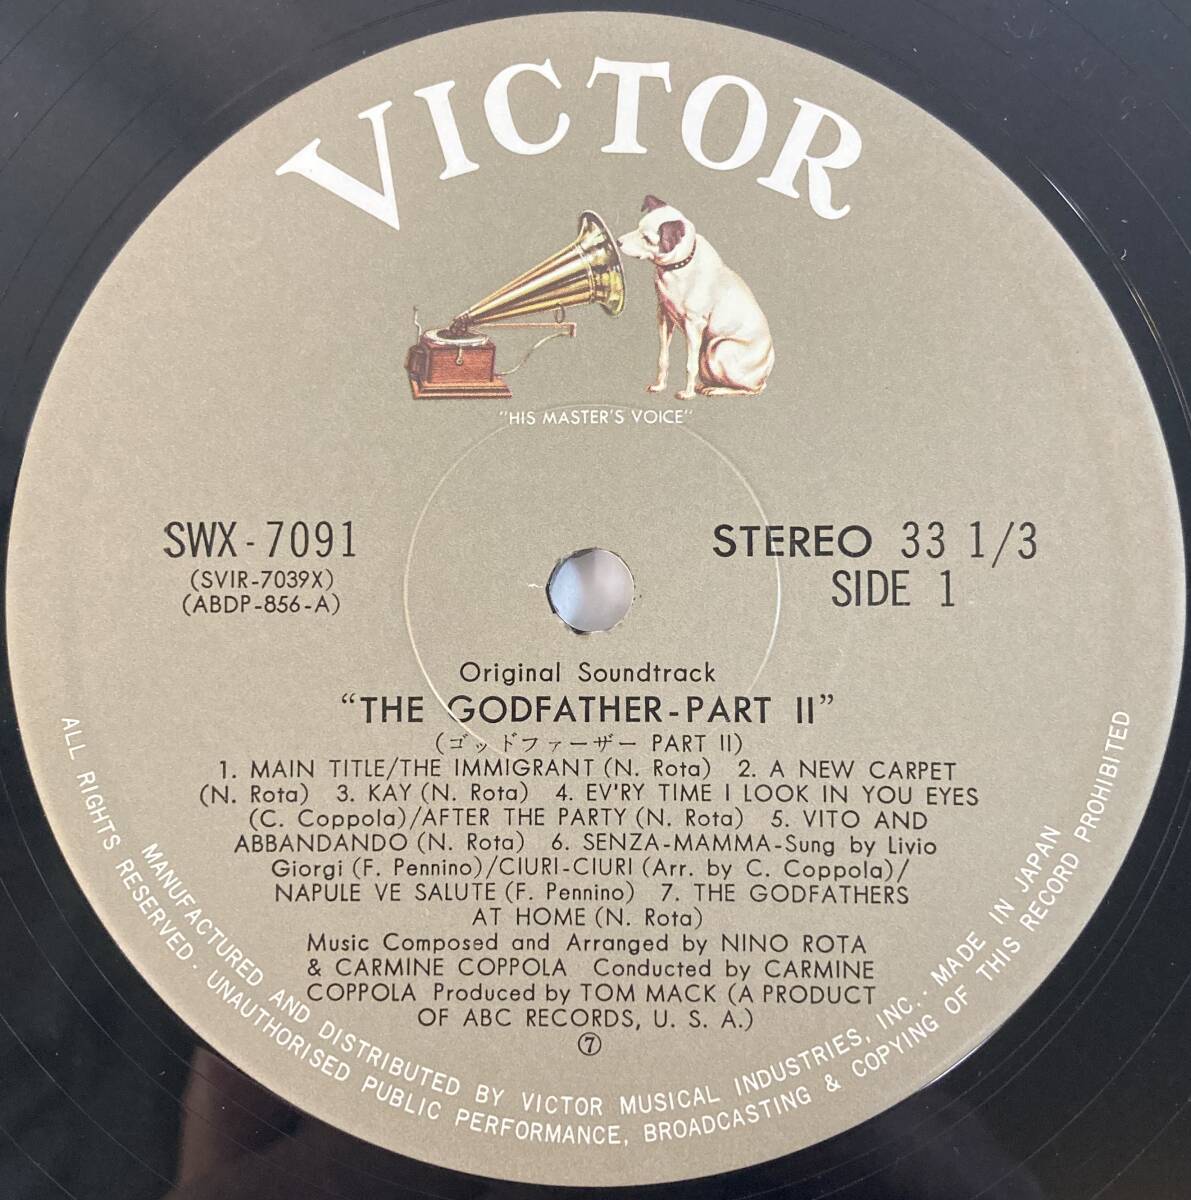 VICTOR
"HIS MASTER'S VOICE"
SWX-7091
(SVIR-7039X)
(ABDP-856-A)
STEREO 33 1/3
SIDE 1
Original Soundtrack
“THE GODFATHER-PART II”
(ゴッドファーザー PART II)
1. MAIN TITLE/THE IMMIGRANT (N. Rota) 2. A NEW CARPET
(N. Rota) 3. KAY (N. Rota) 4. EV'RY TIME I LOOK IN YOU EYES
(C. Coppola)/AFTER THE PARTY (N. Rota) 5. VITO AND
ABBANDANDO (N. Rota) 6. SENZA-MAMMA-Sung by Livio
Giorgi (F. Pennino)/CIURI-CIURI (Arr. by C. Coppola)/
NAPULE VE SALUTE (F. Pennino) 7. THE GODFATHERS
AT HOME (N. Rota)
Music Composed and Arranged by NINO ROTA
& CARMINE COPPOLA Conducted by CARMINE
COPPOLA Produced by TOM MACK (A PRODUCT
OF ABC RECORDS, U. S. A.)
⑦
MANUFACTURED AND DISTRIBUTED BY VICTOR MUSICAL INDUSTRIES, INC.· MADE IN JAPAN
ALL RIGHTS RESERVED · UNAUTHORISED PUBLIC PERFORMANCE, BROADCASTING & COPYING OF THIS RECORD PROHIBITED